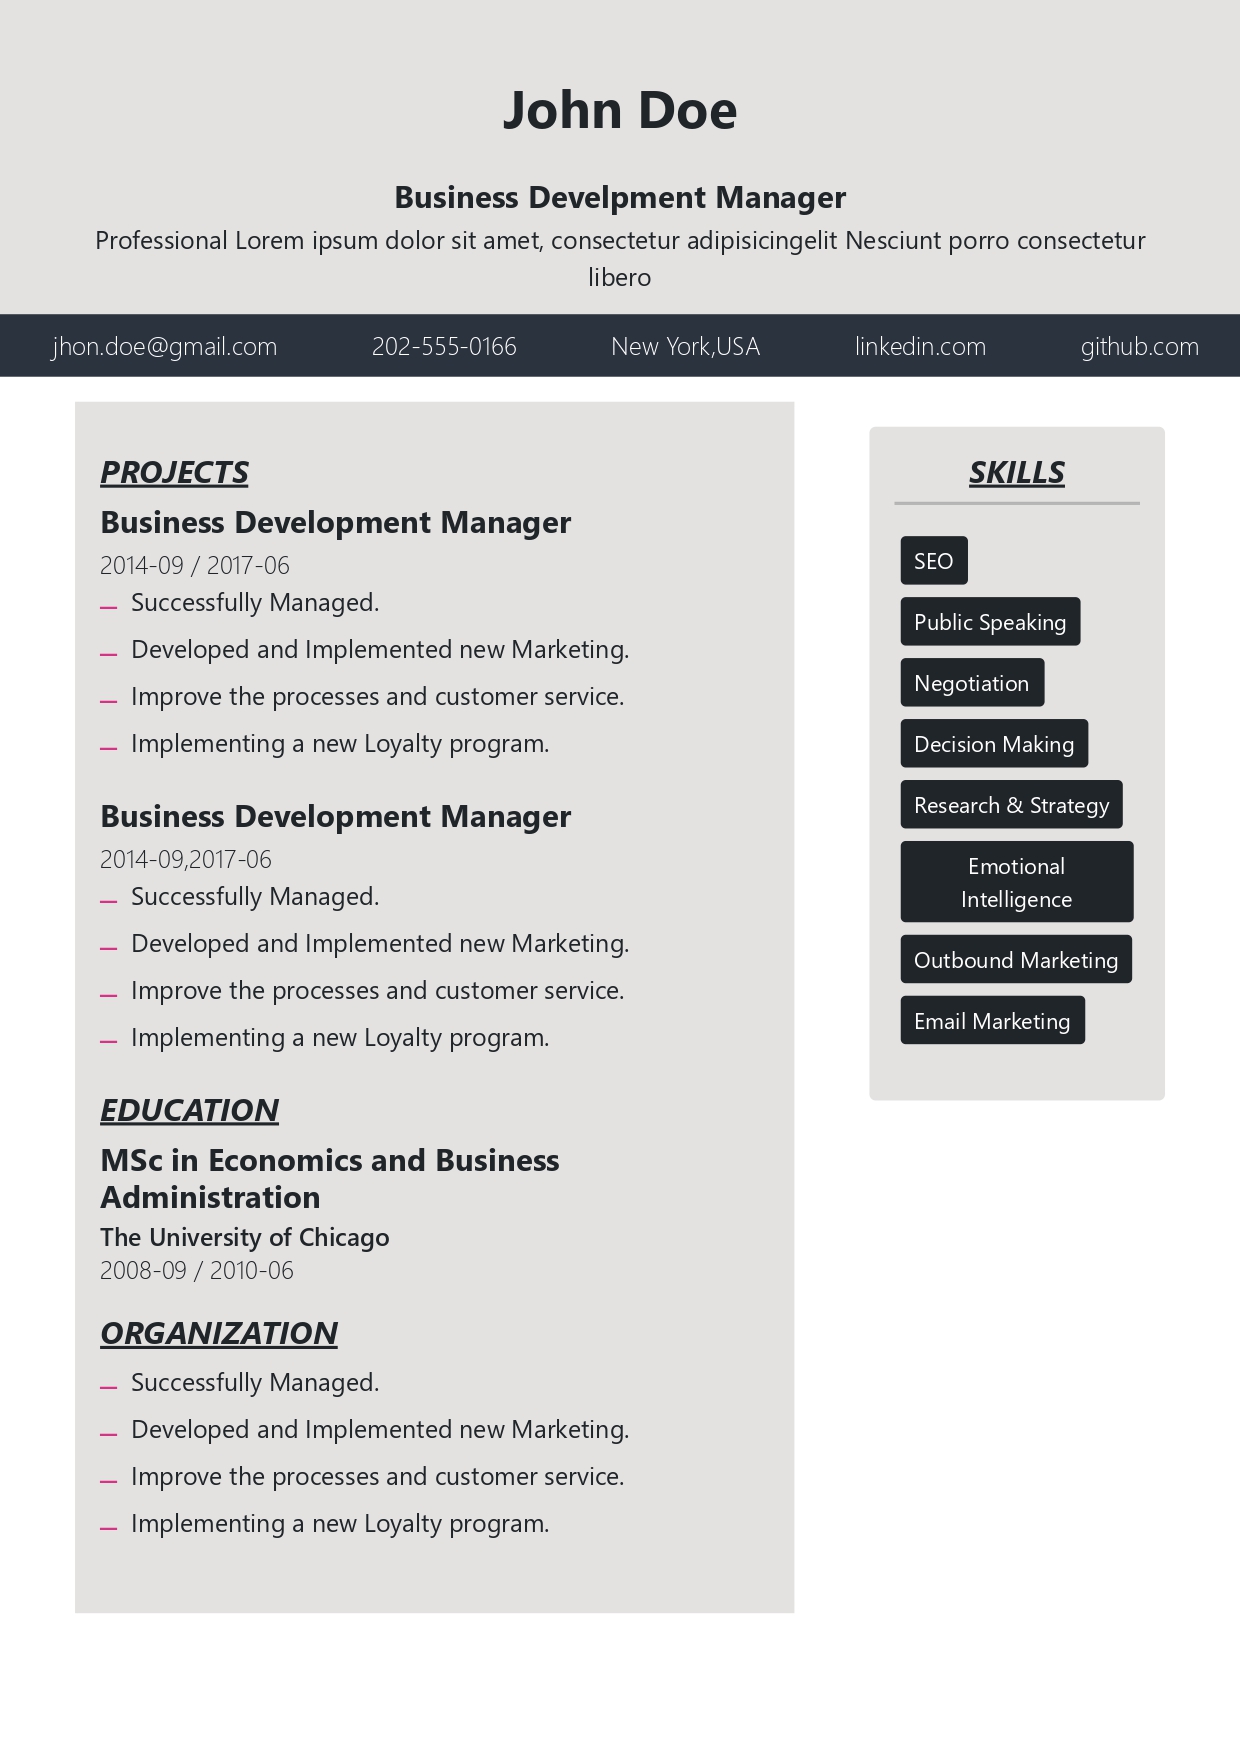 John Doe
Business Develpment Manager
Professional Lorem ipsum dolor sit amet, consectetur adipisicingelit Nesciunt porro consectetur
libero
jhon.doe@gmail.com 202-555-0166 New York,USA linkedin.com github.com
PROJECTS
Business Development Manager
2014-09 / 2017-06
Successfully Managed.
Developed and Implemented new Marketing.
Improve the processes and customer service.
Implementing a new Loyalty program.
Business Development Manager
2014-09,2017-06
Successfully Managed.
Developed and Implemented new Marketing.
Improve the processes and customer service.
Implementing a new Loyalty program.
EDUCATION
MSc in Economics and Business
Administration
The University of Chicago
2008-09 / 2010-06
ORGANIZATION
Successfully Managed.
Developed and Implemented new Marketing.
Improve the processes and customer service.
Implementing a new Loyalty program.
SKILLS
SEO
Public Speaking
Negotiation
Decision Making
Research & Strategy
Emotional
Intelligence
Outbound Marketing
Email Marketing